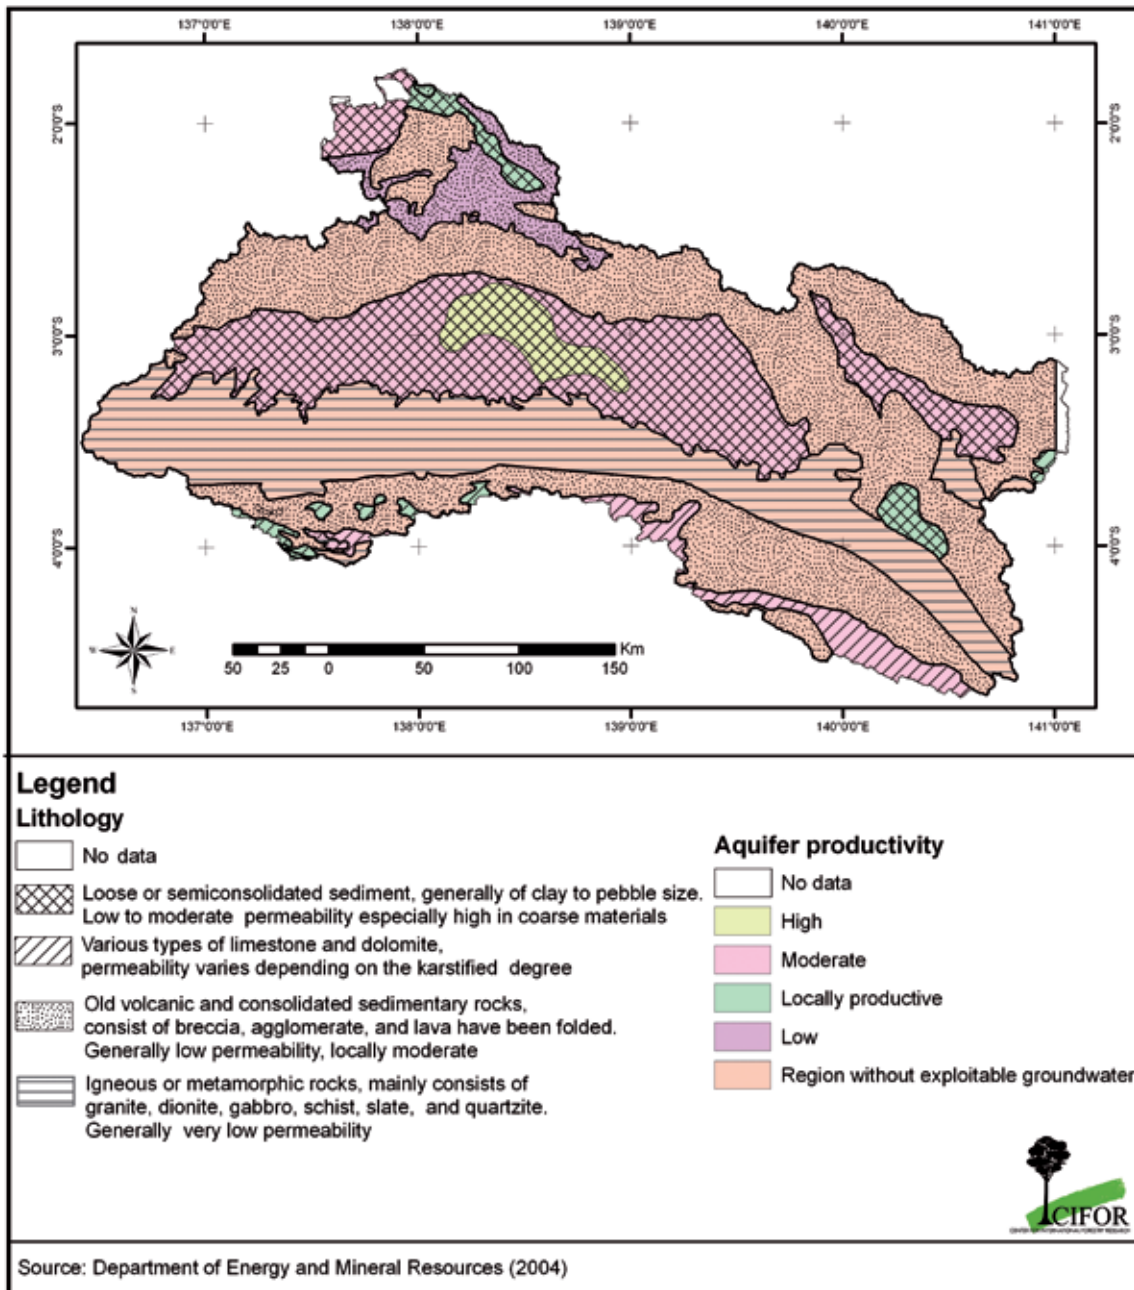 137°0'0"E 138°0'0"E 139°0'0"E 140°0'0"E 141°0'0"E
2°0'0"S 2°0'0"S
3°0'0"S 3°0'0"S
4°0'0"S 4°0'0"S
N
W E
S
50 25 0 50 100 150 Km
137°0'0"E 138°0'0"E 139°0'0"E 140°0'0"E 141°0'0"E
Legend
Lithology
No data
Loose or semiconsolidated sediment, generally of clay to pebble size.
Low to moderate permeability especially high in coarse materials
Various types of limestone and dolomite,
permeability varies depending on the karstified degree
Old volcanic and consolidated sedimentary rocks,
consist of breccia, agglomerate, and lava have been folded.
Generally low permeability, locally moderate
Igneous or metamorphic rocks, mainly consists of
granite, dionite, gabbro, schist, slate, and quartzite.
Generally very low permeability
Aquifer productivity
No data
High
Moderate
Locally productive
Low
Region without exploitable groundwater
CIFOR
CENTER FOR INTERNATIONAL FORESTRY RESEARCH
Source: Department of Energy and Mineral Resources (2004)